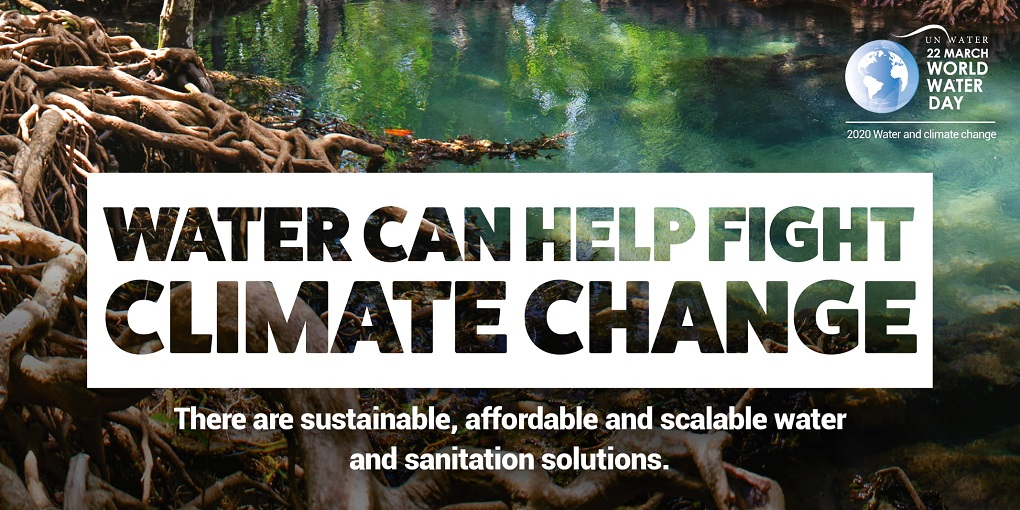 UN WATER
22 MARCH
WORLD
WATER
DAY
2020 Water and climate change
WATER CAN HELP FIGHT
CLIMATE CHANGE
There are sustainable, affordable and scalable water
and sanitation solutions.